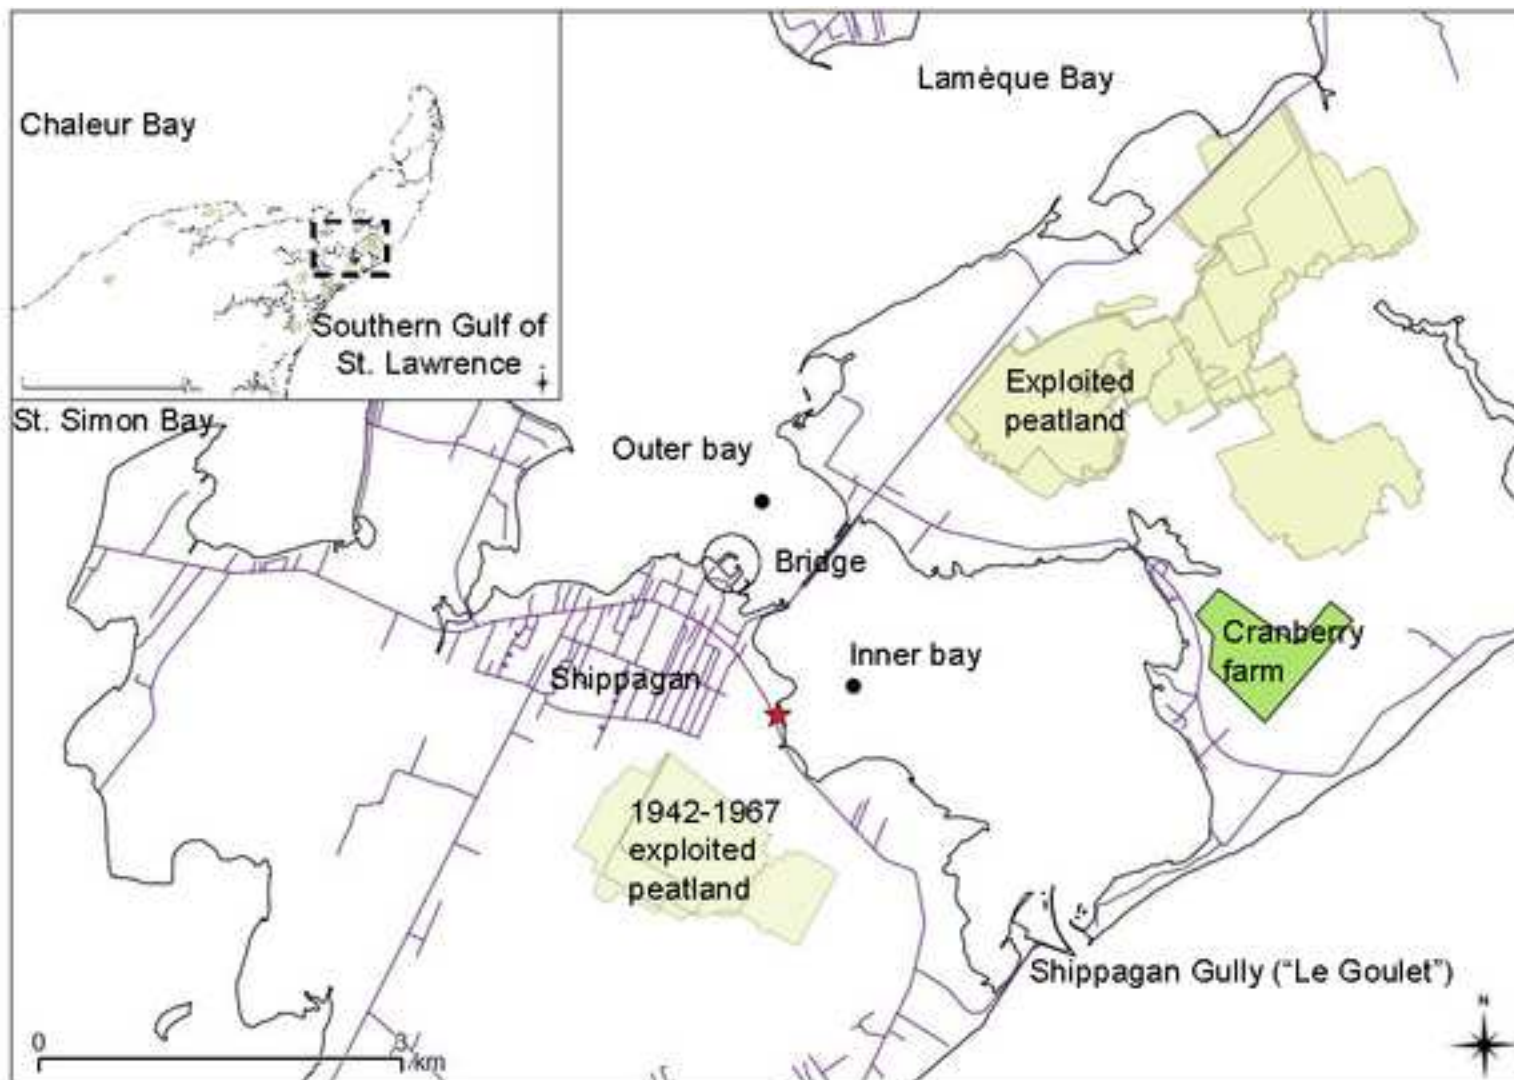 Lamèque Bay
Chaleur Bay
Southern Gulf of
St. Lawrence
St. Simon Bay
Exploited
peatland
Outer bay
Bridge
Cranberry
farm
Inner bay
Shippagan
1942-1967
exploited
peatland
Shippagan Gully ("Le Goulet")
N
0
3
km